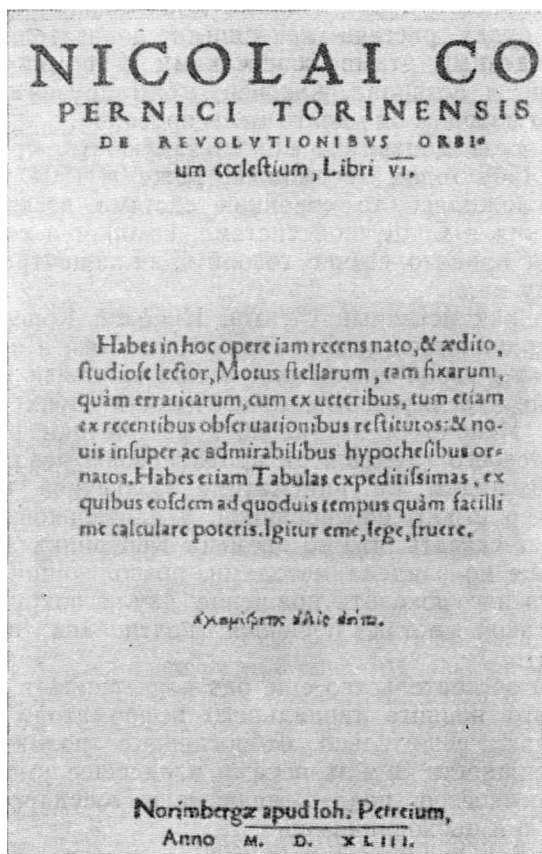 NICOLAI CO
PERNICI TORINENSIS
DE REVOLVTIONIBVS ORBI-
um cœlestium, Libri VI.
Habes in hoc opere iam recens nato, & ædito,
studiose lector, Motus stellarum, tam fixarum,
quàm erraticarum, cum ex ueteribus, tum etiam
ex recentibus obseruationibus restitutos: & no-
uis insuper ac admirabilibus hypothesibus or-
natos. Habes etiam Tabulas expeditissimas, ex
quibus eosdem ad quoduis tempus quàm facilli
me calculare poteris. Igitur eme, lege, fruere.
Norimbergæ apud Ioh. Petreium,
Anno M. D. XLIII.